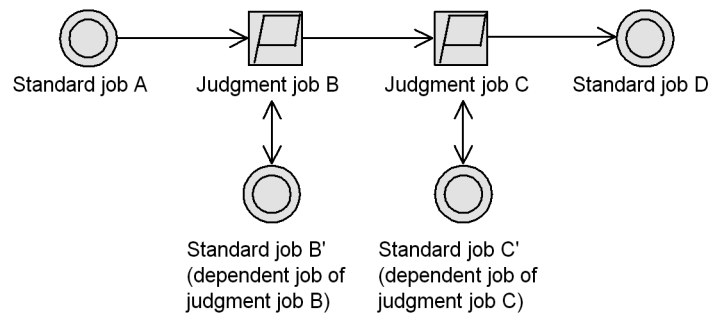 Standard job A
Judgment job B
Judgment job C
Standard job D
Standard job B'
(dependent job of
judgment job B)
Standard job C'
(dependent job of
judgment job C)